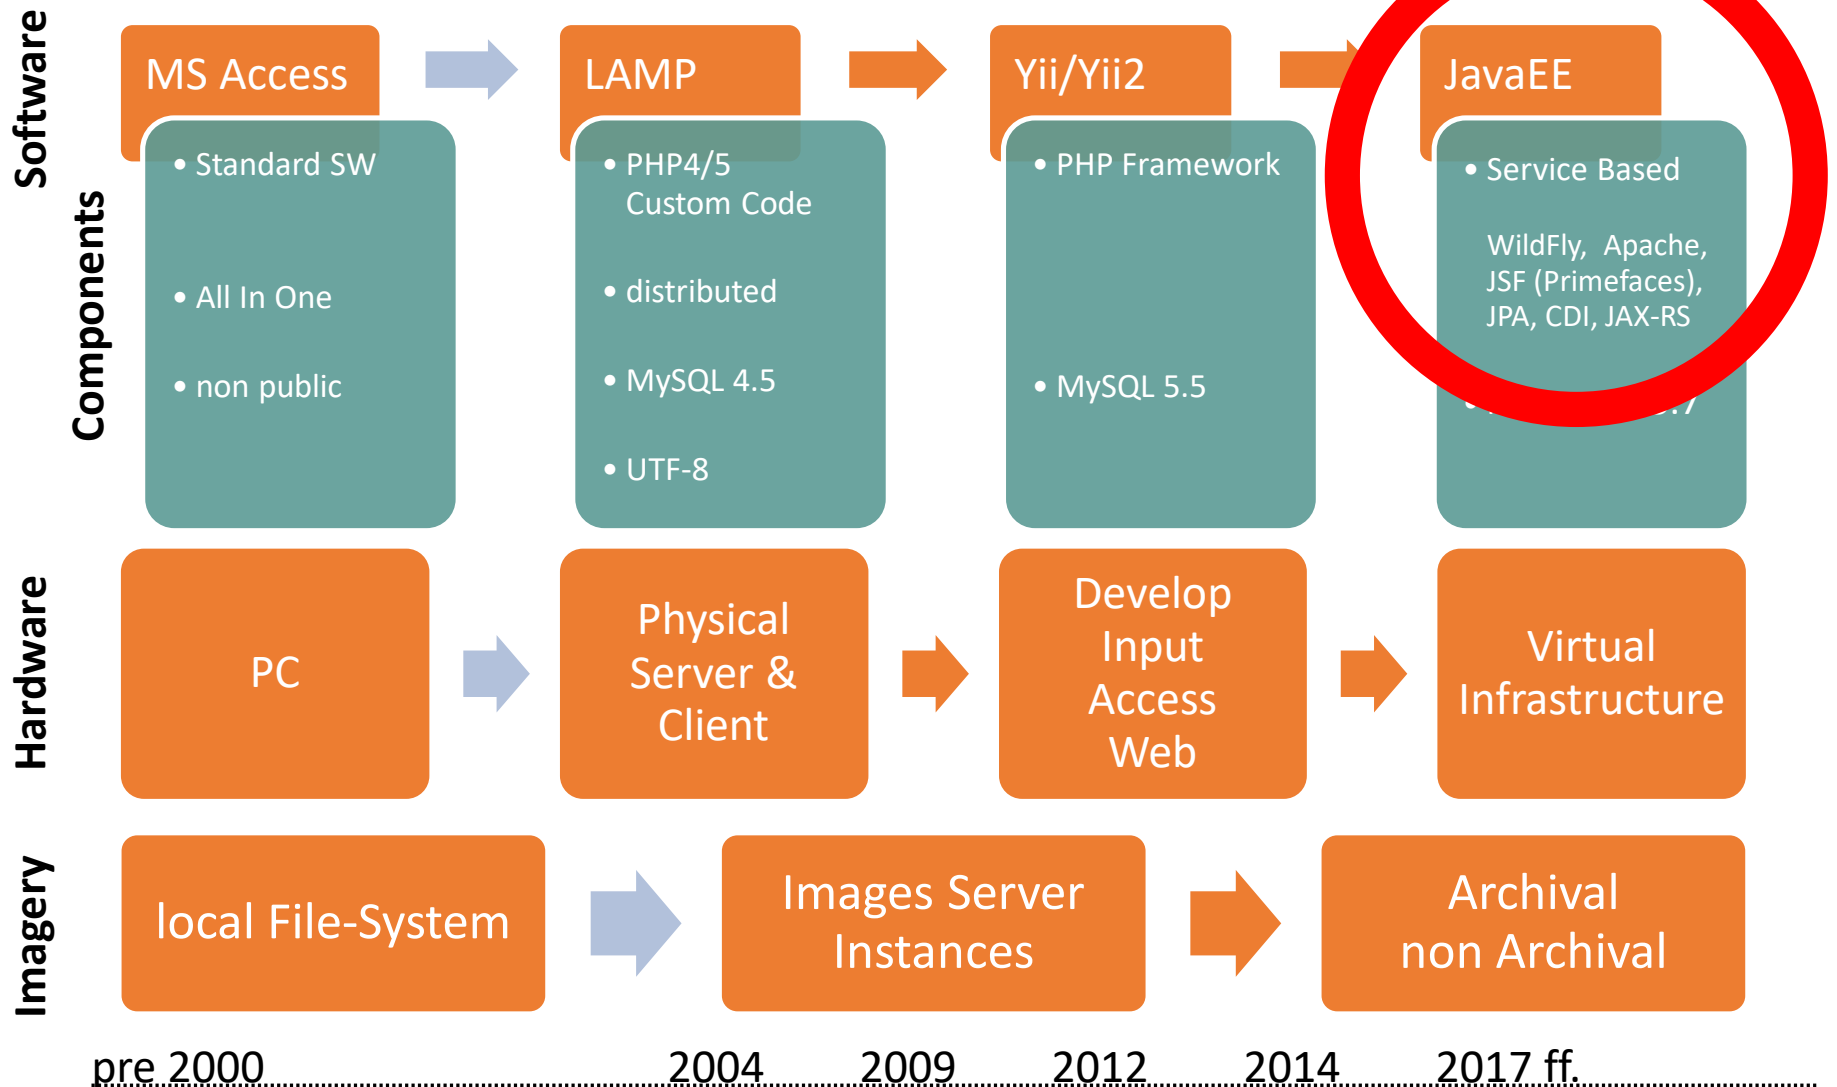 Software
MS Access
LAMP
Yii/Yii2
JavaEE
Components
• Standard SW
• All In One
• non public
• PHP4/5
Custom Code
• distributed
• MySQL 4.5
• UTF-8
• PHP Framework
• MySQL 5.5
• Service Based
WildFly, Apache,
JSF (Primefaces),
JPA, CDI, JAX-RS
Hardware
PC
Physical
Server &
Client
Develop
Input
Access
Web
Virtual
Infrastructure
Imagery
local File-System
Images Server
Instances
Archival
non Archival
pre 2000 2004 2009 2012 2014 2017 ff.